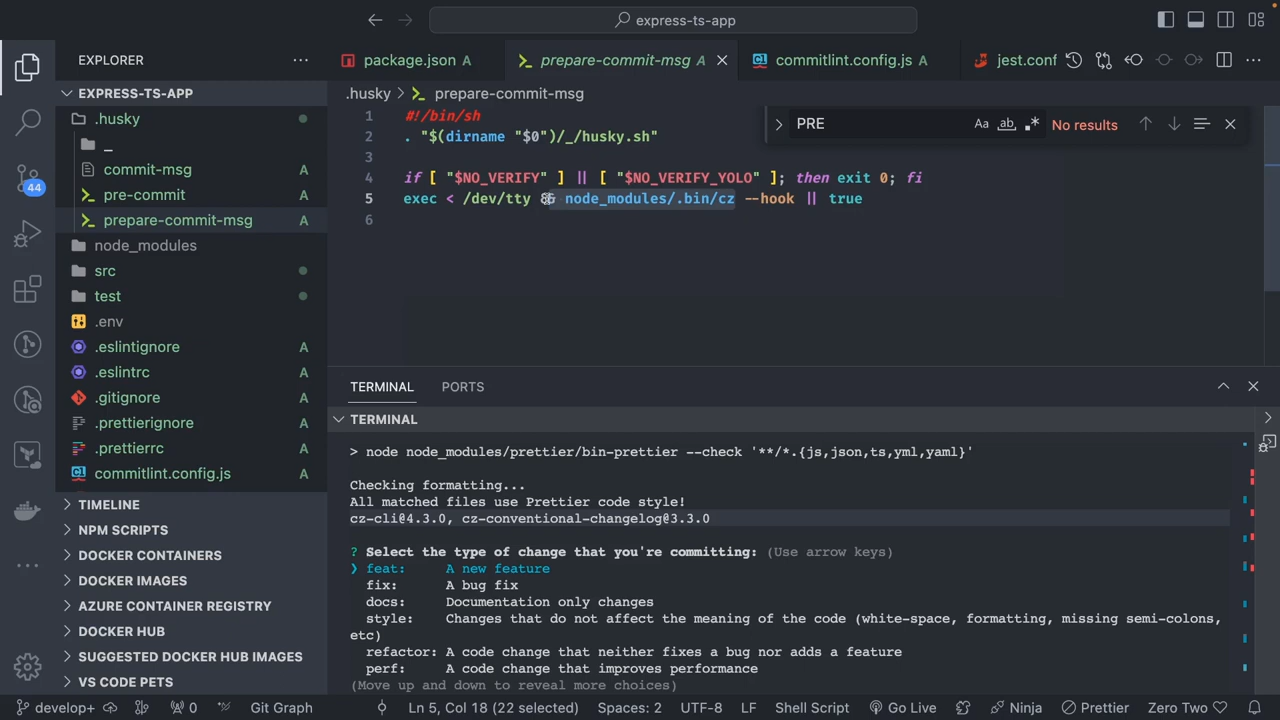 express-ts-app
EXPLORER
package.json A
prepare-commit-msg A
commitlint.config.js A
jest.conf
EXPRESS-TS-APP
.husky
_
commit-msg A
pre-commit A
prepare-commit-msg A
node_modules
src
test
.env
.eslintignore A
.eslintrc A
.gitignore A
.prettierignore A
.prettierrc A
commitlint.config.js A
TIMELINE
NPM SCRIPTS
DOCKER CONTAINERS
DOCKER IMAGES
AZURE CONTAINER REGISTRY
DOCKER HUB
SUGGESTED DOCKER HUB IMAGES
VS CODE PETS
44
.husky > prepare-commit-msg
PRE
Aa ab .*
No results
1 #!/bin/sh
2 . "$(dirname "$0")/_/husky.sh"
3
4 if [ "$NO_VERIFY" ] || [ "$NO_VERIFY_YOLO" ]; then exit 0; fi
5 exec < /dev/tty && node_modules/.bin/cz --hook || true
6
TERMINAL PORTS
TERMINAL
> node node_modules/prettier/bin-prettier --check '**/*.{js,json,ts,yml,yaml}'
Checking formatting...
All matched files use Prettier code style!
cz-cli@4.3.0, cz-conventional-changelog@3.3.0
? Select the type of change that you're committing: (Use arrow keys)
❯ feat: A new feature
fix: A bug fix
docs: Documentation only changes
style: Changes that do not affect the meaning of the code (white-space, formatting, missing semi-colons,
etc)
refactor: A code change that neither fixes a bug nor adds a feature
perf: A code change that improves performance
(Move up and down to reveal more choices)
develop+ 0 Git Graph Ln 5, Col 18 (22 selected) Spaces: 2 UTF-8 LF Shell Script Go Live Ninja Prettier Zero Two